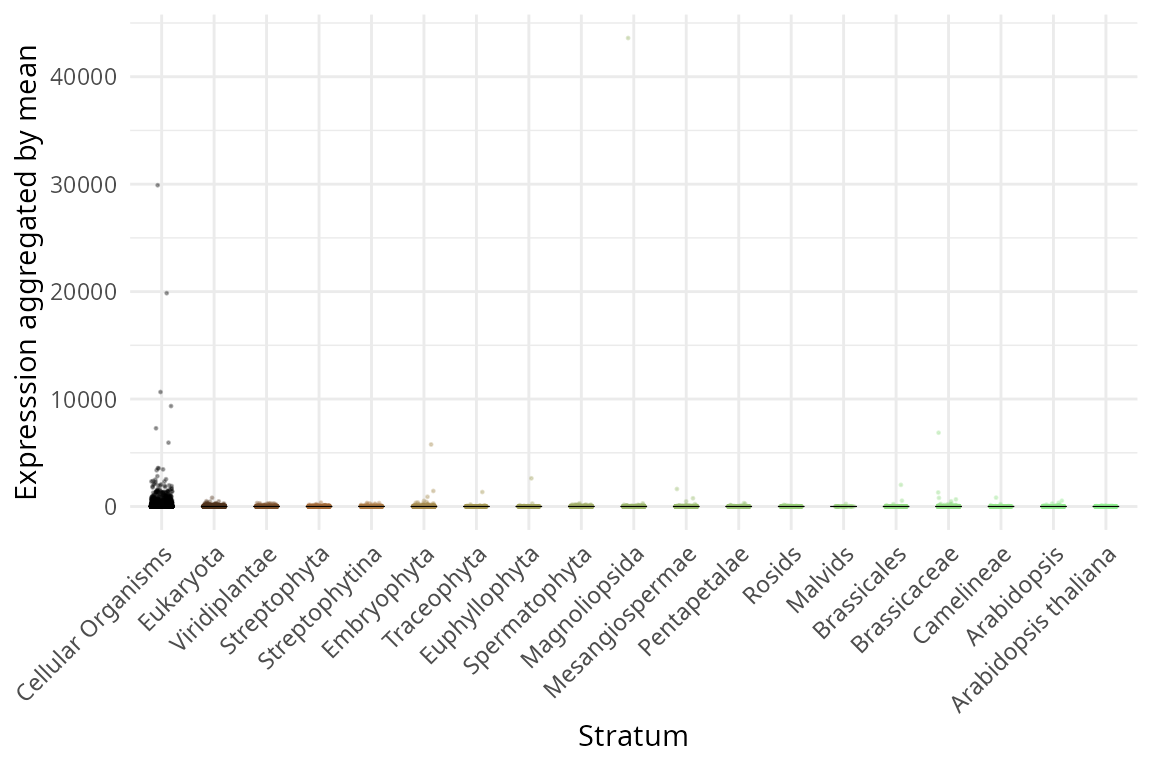 Expresssion aggregated by mean
40000
30000
20000
10000
0
Cellular Organisms
Eukaryota
Viridiplantae
Streptophyta
Streptophytina
Embryophyta
Traceophyta
Euphyllophyta
Spermatophyta
Magnoliopsida
Mesangiospermae
Pentapetalae
Rosids
Malvids
Brassicales
Brassicaceae
Camelineae
Arabidopsis
Arabidopsis thaliana
Stratum